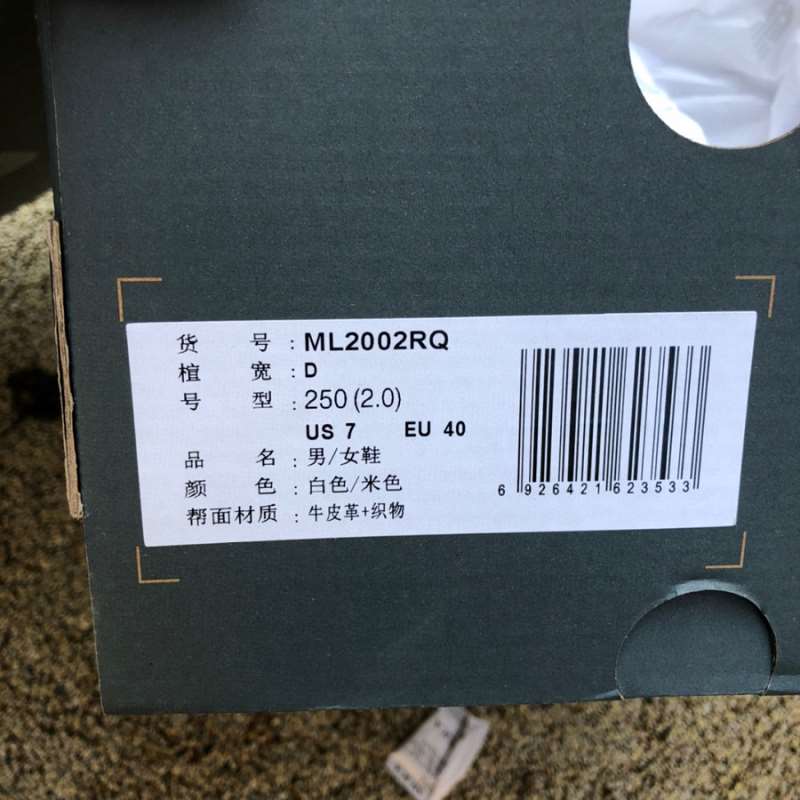 货 号 : ML2002RQ
楦 宽 : D
号 型 : 250 (2.0)
US 7 EU 40
品 名 : 男/女鞋
颜 色 : 白色/米色
帮面材质 : 牛皮革+织物
6 926421 623533